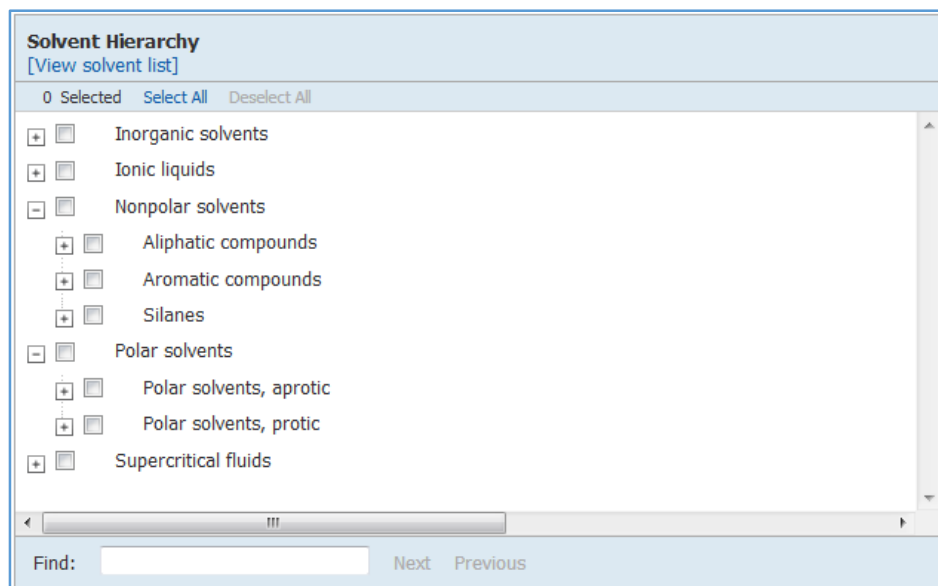 Solvent Hierarchy
[View solvent list]
0 Selected Select All Deselect All
Inorganic solvents
Ionic liquids
Nonpolar solvents
Aliphatic compounds
Aromatic compounds
Silanes
Polar solvents
Polar solvents, aprotic
Polar solvents, protic
Supercritical fluids
Find: Next Previous